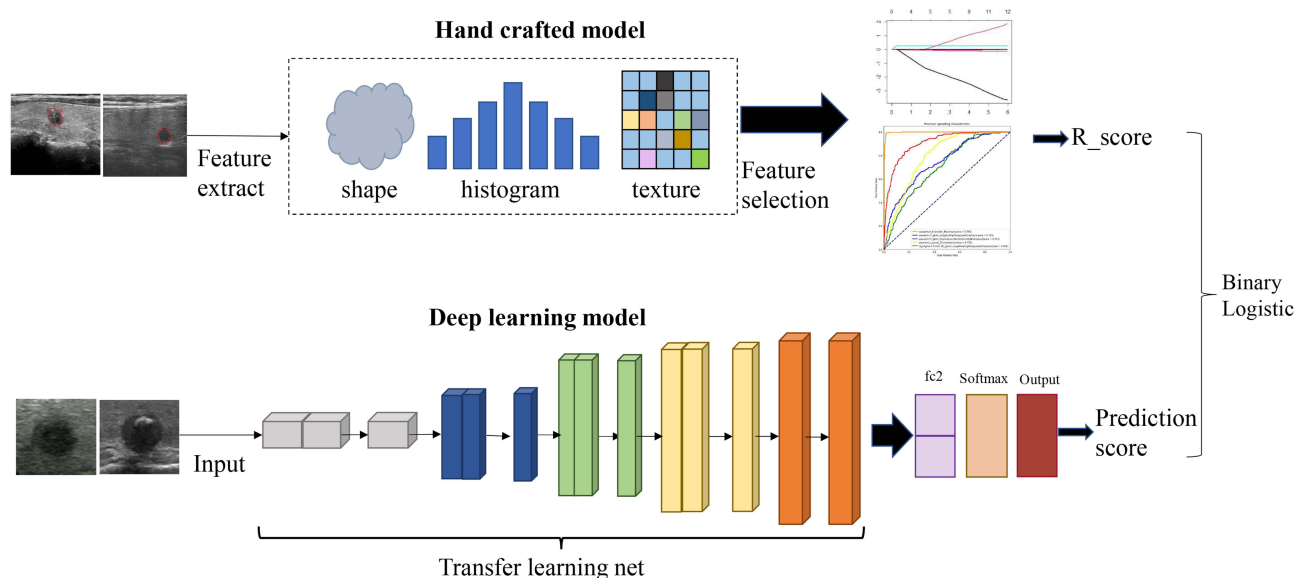 Hand crafted model
Feature
extract
shape
histogram
texture
Feature
selection
R_score
Binary
Logistic
Deep learning model
Input
fc2
Softmax
Output
Prediction
score
Transfer learning net